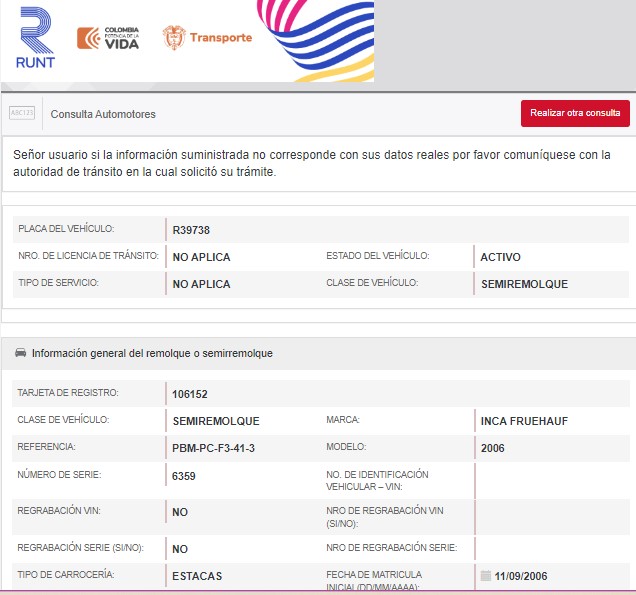 RUNT
COLOMBIA
POTENCIA DE LA
VIDA
Transporte
ABC123
Consulta Automotores
Realizar otra consulta
Señor usuario si la información suministrada no corresponde con sus datos reales por favor comuníquese con la
autoridad de tránsito en la cual solicitó su trámite.
PLACA DEL VEHÍCULO: R39738
NRO. DE LICENCIA DE TRÁNSITO: NO APLICA ESTADO DEL VEHÍCULO: ACTIVO
TIPO DE SERVICIO: NO APLICA CLASE DE VEHÍCULO: SEMIREMOLQUE
Información general del remolque o semirremolque
TARJETA DE REGISTRO: 106152
CLASE DE VEHÍCULO: SEMIREMOLQUE MARCA: INCA FRUEHAUF
REFERENCIA: PBM-PC-F3-41-3 MODELO: 2006
NÚMERO DE SERIE: 6359 NO. DE IDENTIFICACIÓN
VEHICULAR – VIN:
REGRABACIÓN VIN: NO NRO DE REGRABACIÓN VIN
(SI/NO):
REGRABACIÓN SERIE (SI/NO): NO NRO DE REGRABACIÓN SERIE:
TIPO DE CARROCERÍA: ESTACAS FECHA DE MATRICULA 11/09/2006
INICIAL(DD/MM/AAAA):